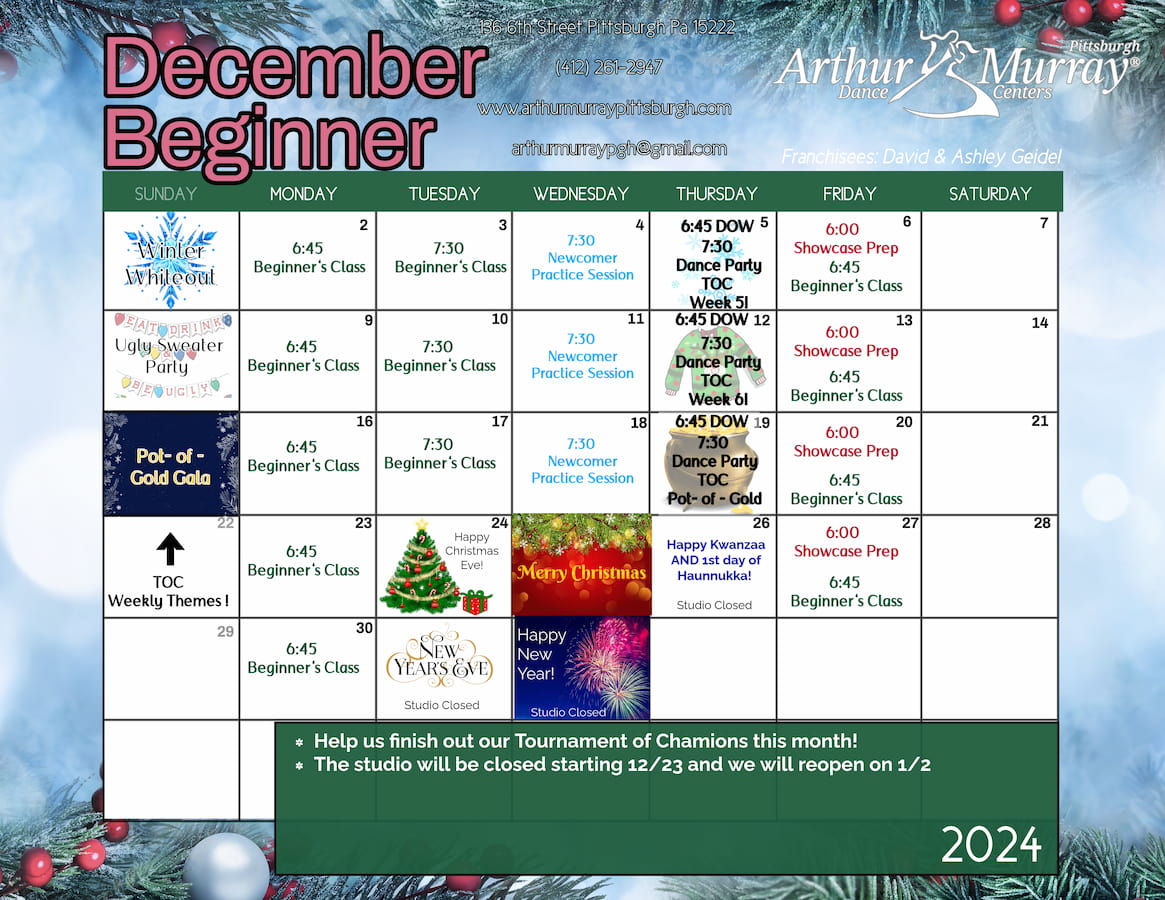 December
Beginner
136 6th Street Pittsburgh Pa 15222
(412) 261-2947
www.arthurmurraypittsburgh.com
arthurmurraypgh@gmail.com
Pittsburgh
Arthur Murray®
Dance Centers
Franchisees: David & Ashley Geidel
SUNDAY MONDAY TUESDAY WEDNESDAY THURSDAY FRIDAY SATURDAY
Winter
Whiteout
2
6:45
Beginner's Class
3
7:30
Beginner's Class
4
7:30
Newcomer
Practice Session
6:45 DOW 5
7:30
Dance Party
TOC
Week 5!
6
6:00
Showcase Prep
6:45
Beginner's Class
7
EAT DRINK
Ugly Sweater
&
Party
BE UGLY
9
6:45
Beginner's Class
10
7:30
Beginner's Class
11
7:30
Newcomer
Practice Session
6:45 DOW 12
7:30
Dance Party
TOC
Week 6!
13
6:00
Showcase Prep
6:45
Beginner's Class
14
Pot- of -
Gold Gala
16
6:45
Beginner's Class
17
7:30
Beginner's Class
18
7:30
Newcomer
Practice Session
6:45 DOW 19
7:30
Dance Party
TOC
Pot- of - Gold
20
6:00
Showcase Prep
6:45
Beginner's Class
21
22
TOC
Weekly Themes !
23
6:45
Beginner's Class
24
Happy
Christmas
Eve!
Merry Christmas
26
Happy Kwanzaa
AND 1st day of
Haunnukka!
Studio Closed
27
6:00
Showcase Prep
6:45
Beginner's Class
28
29
30
6:45
Beginner's Class
NEW
YEAR'S EVE
Studio Closed
Happy
New
Year!
Studio Closed
Help us finish out our Tournament of Chamions this month!
The studio will be closed starting 12/23 and we will reopen on 1/2
2024